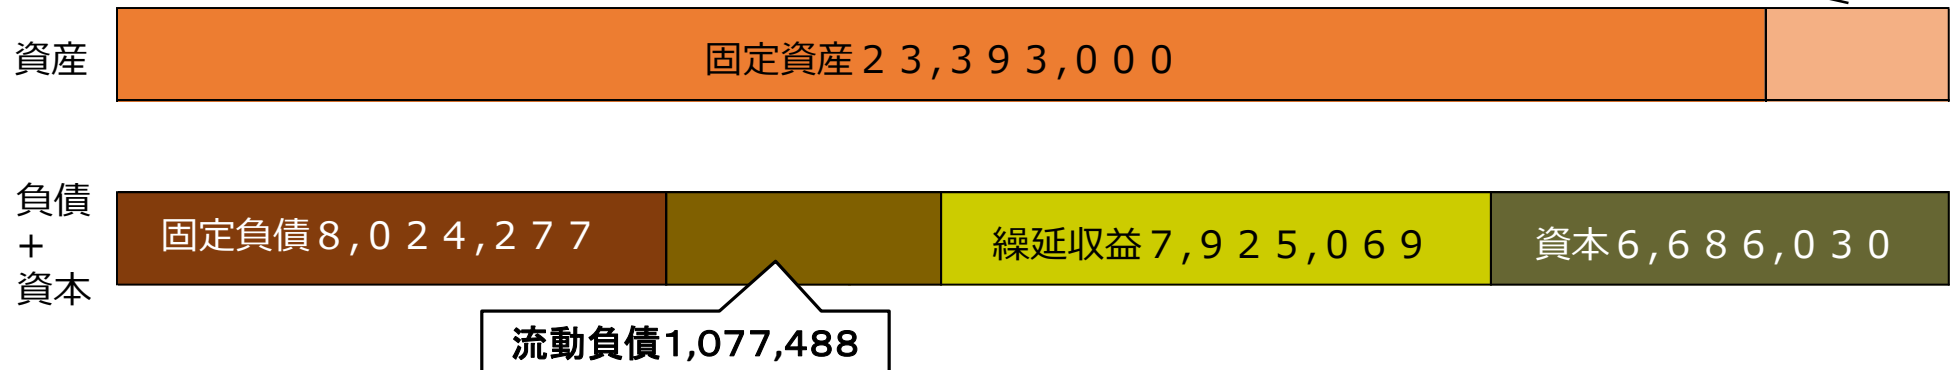 資産
固定資産２３,３９３,０００
負債
+
資本
固定負債８,０２４,２７７
繰延収益７,９２５,０６９
資本６,６８６,０３０
流動負債1,077,488